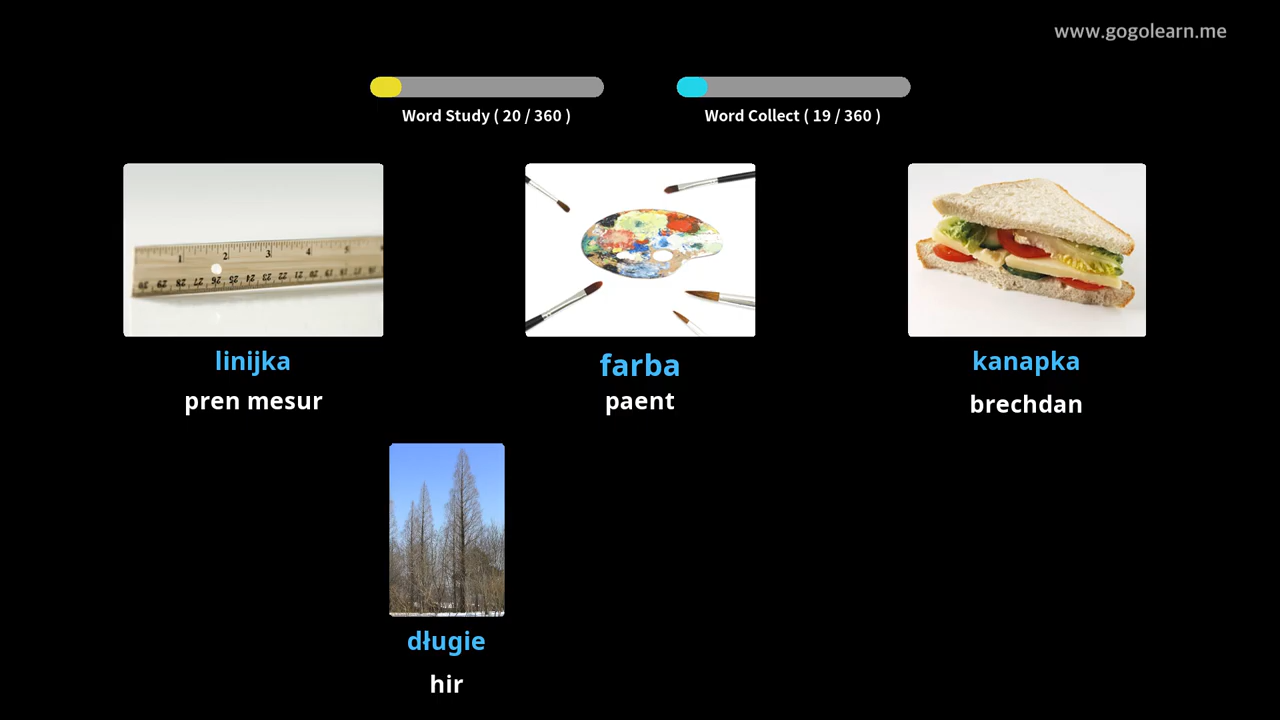 www.gogolearn.me
Word Study ( 20 / 360 )
Word Collect ( 19 / 360 )
linijka
pren mesur
farba
paent
kanapka
brechdan
długie
hir